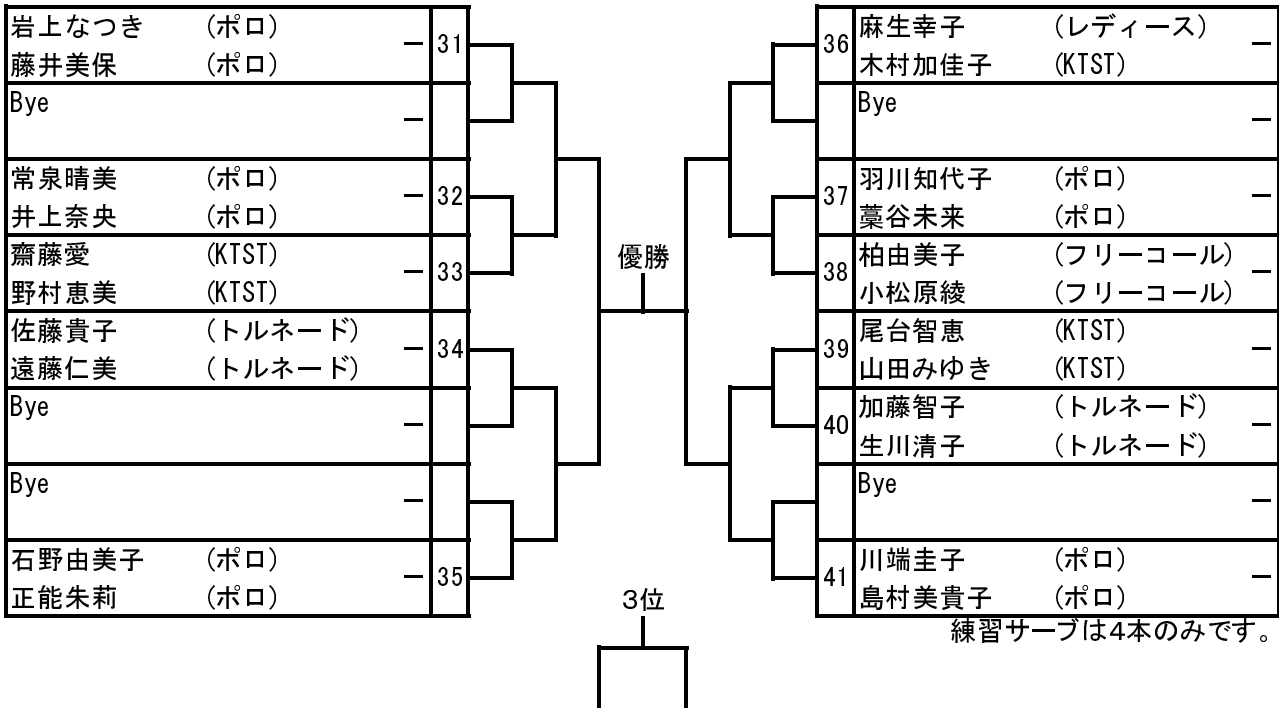 岩上なつき (ポロ)
藤井美保 (ポロ)
31
Bye
常泉晴美 (ポロ)
井上奈央 (ポロ)
32
齋藤愛 (KTST)
野村恵美 (KTST)
33
佐藤貴子 (トルネード)
遠藤仁美 (トルネード)
34
Bye
Bye
石野由美子 (ポロ)
正能朱莉 (ポロ)
35
優勝
3位
36
麻生幸子 (レディース)
木村加佳子 (KTST)
Bye
37
羽川知代子 (ポロ)
藁谷未来 (ポロ)
38
柏由美子 (フリーコール)
小松原綾 (フリーコール)
39
尾台智恵 (KTST)
山田みゆき (KTST)
40
加藤智子 (トルネード)
生川清子 (トルネード)
Bye
41
川端圭子 (ポロ)
島村美貴子 (ポロ)
練習サーブは4本のみです。